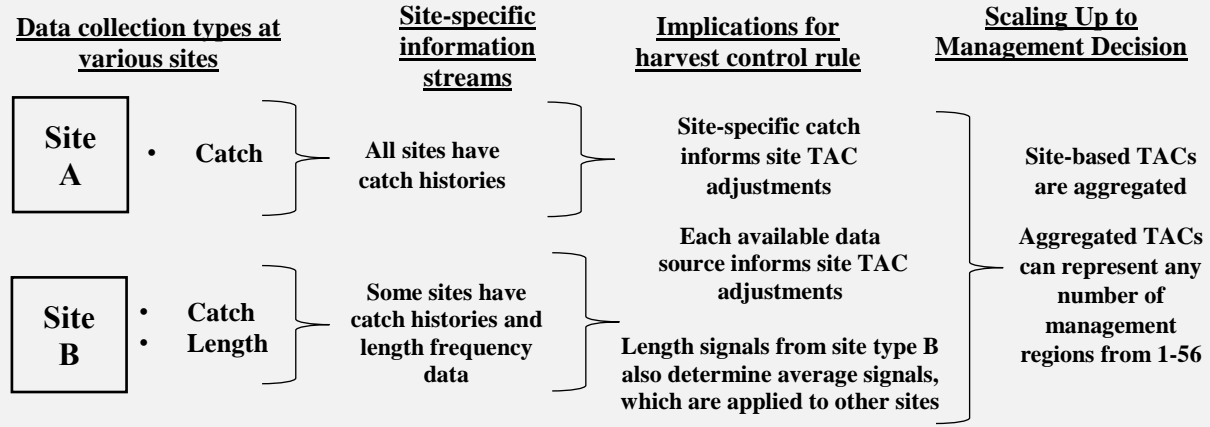 Data collection types at
various sites
Site-specific
information
streams
Implications for
harvest control rule
Scaling Up to
Management Decision
Site
A
• Catch
All sites have
catch histories
Site-specific catch
informs site TAC
adjustments
Each available data
source informs site TAC
adjustments
Site
B
• Catch
• Length
Some sites have
catch histories and
length frequency
data
Length signals from site type B
also determine average signals,
which are applied to other sites
Site-based TACs
are aggregated
Aggregated TACs
can represent any
number of
management
regions from 1-56